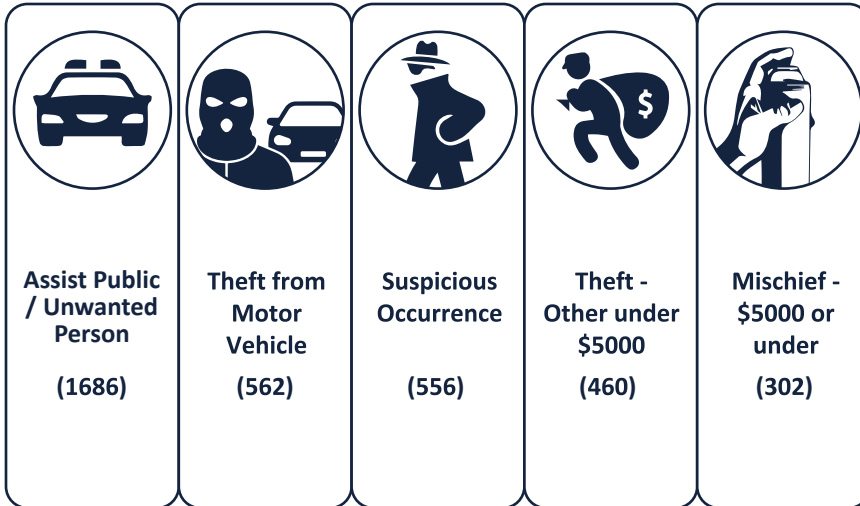 $
Assist Public
/ Unwanted
Person
(1686)
Theft from
Motor
Vehicle
(562)
Suspicious
Occurrence
(556)
Theft -
Other under
$5000
(460)
Mischief -
$5000 or
under
(302)